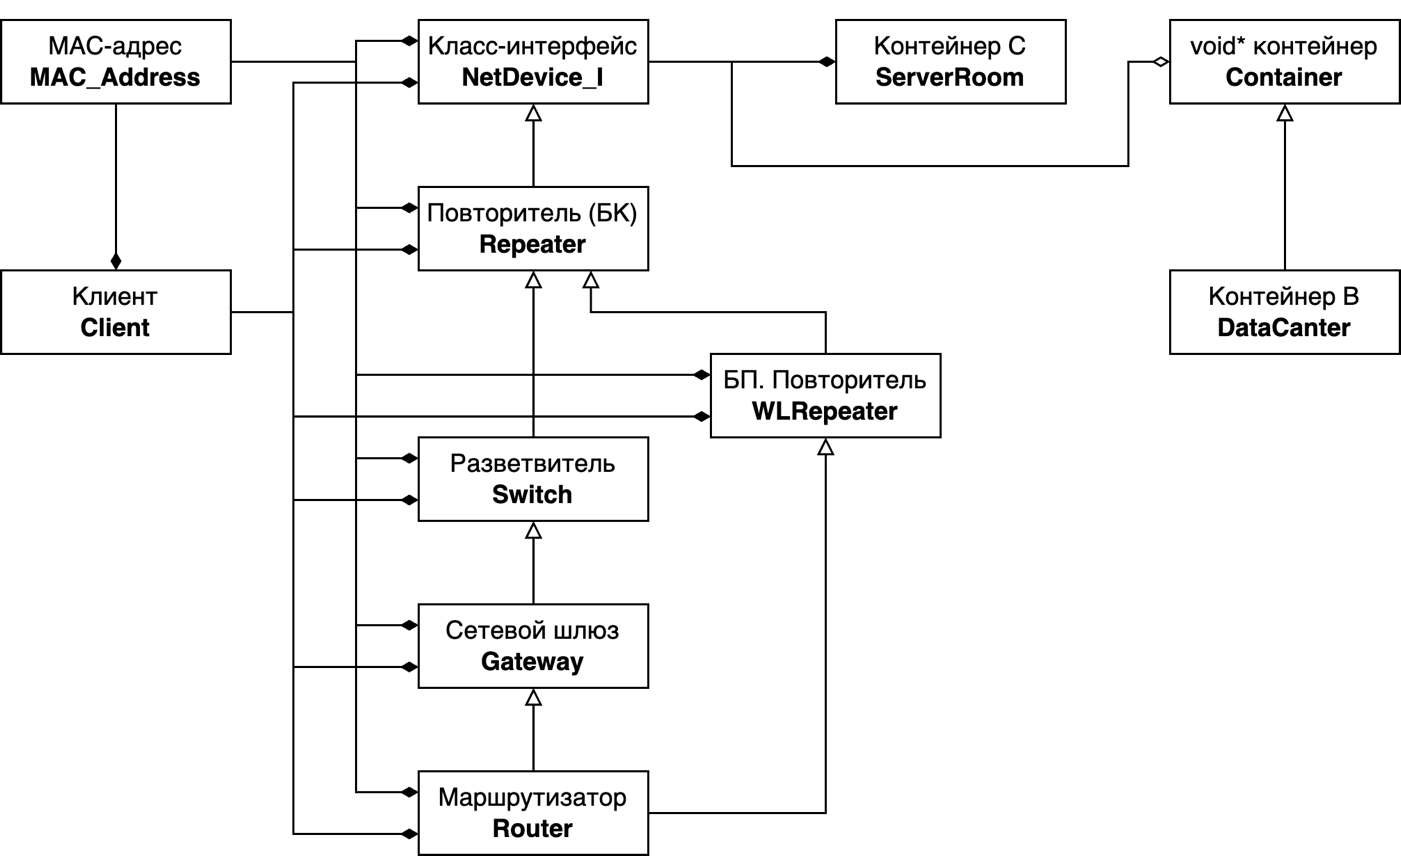 МАС-адрес
MAC_Address
Класс-интерфейс
NetDevice_I
Контейнер С
ServerRoom
void* контейнер
Container
Повторитель (БК)
Repeater
Клиент
Client
Контейнер В
DataCanter
БП. Повторитель
WLRepeater
Разветвитель
Switch
Сетевой шлюз
Gateway
Маршрутизатор
Router